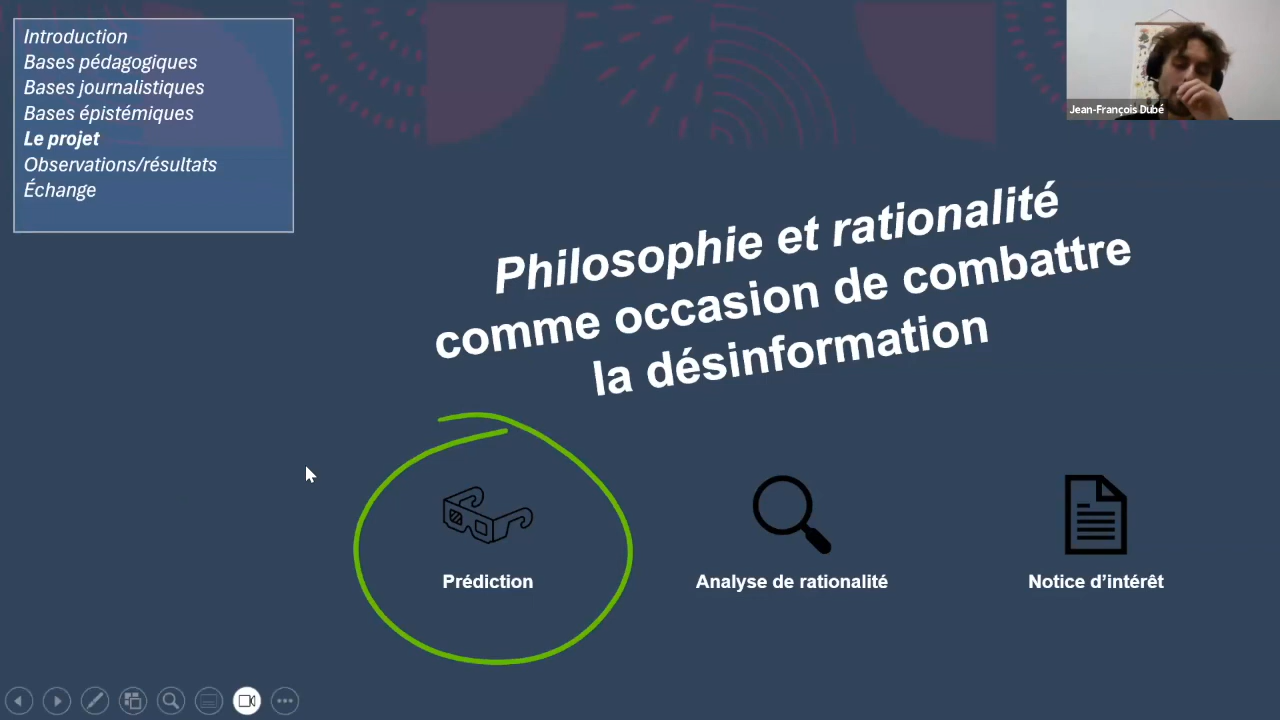 Introduction
Bases pédagogiques
Bases journalistiques
Bases épistémiques
Le projet
Observations/résultats
Échange
Jean-François Dubé
Philosophie et rationalité
comme occasion de combattre
la désinformation
Prédiction
Analyse de rationalité
Notice d’intérêt